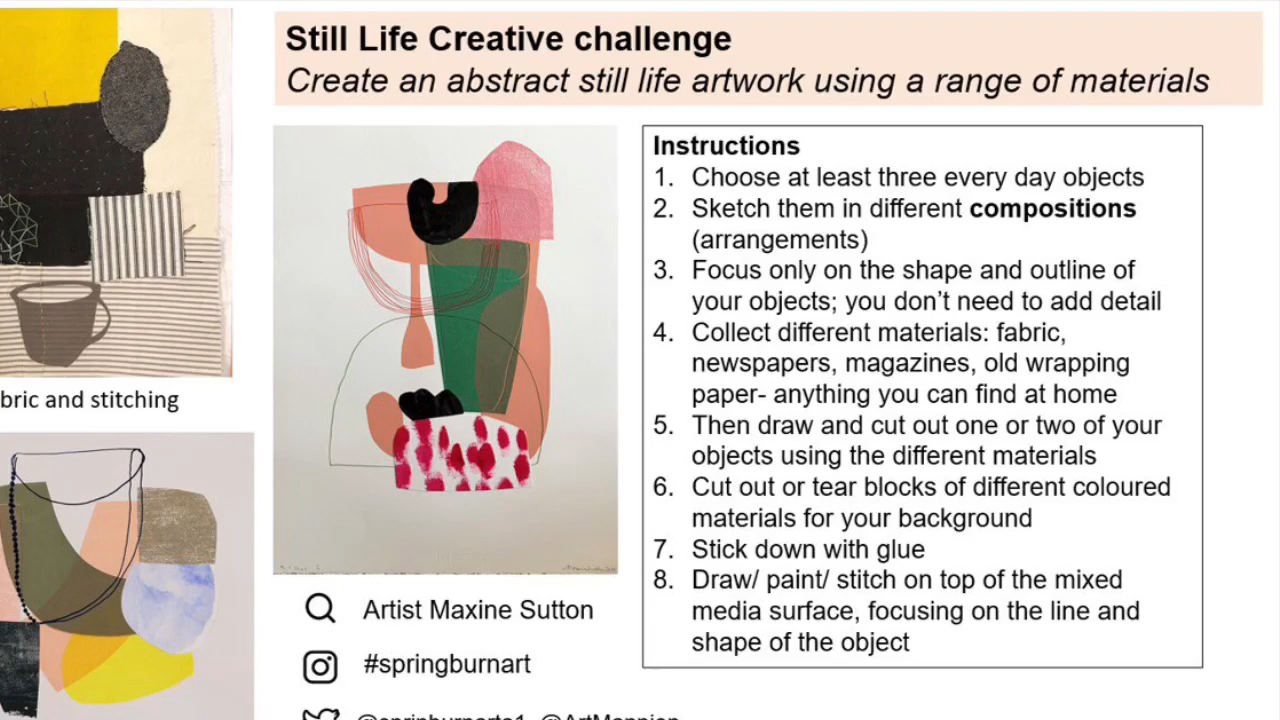 Still Life Creative challenge
Create an abstract still life artwork using a range of materials
Instructions
1. Choose at least three every day objects
2. Sketch them in different compositions
(arrangements)
3. Focus only on the shape and outline of
your objects; you don't need to add detail
4. Collect different materials: fabric,
newspapers, magazines, old wrapping
paper- anything you can find at home
5. Then draw and cut out one or two of your
objects using the different materials
6. Cut out or tear blocks of different coloured
materials for your background
7. Stick down with glue
8. Draw/ paint/ stitch on top of the mixed
media surface, focusing on the line and
shape of the object
bric and stitching
Artist Maxine Sutton
#springburnart